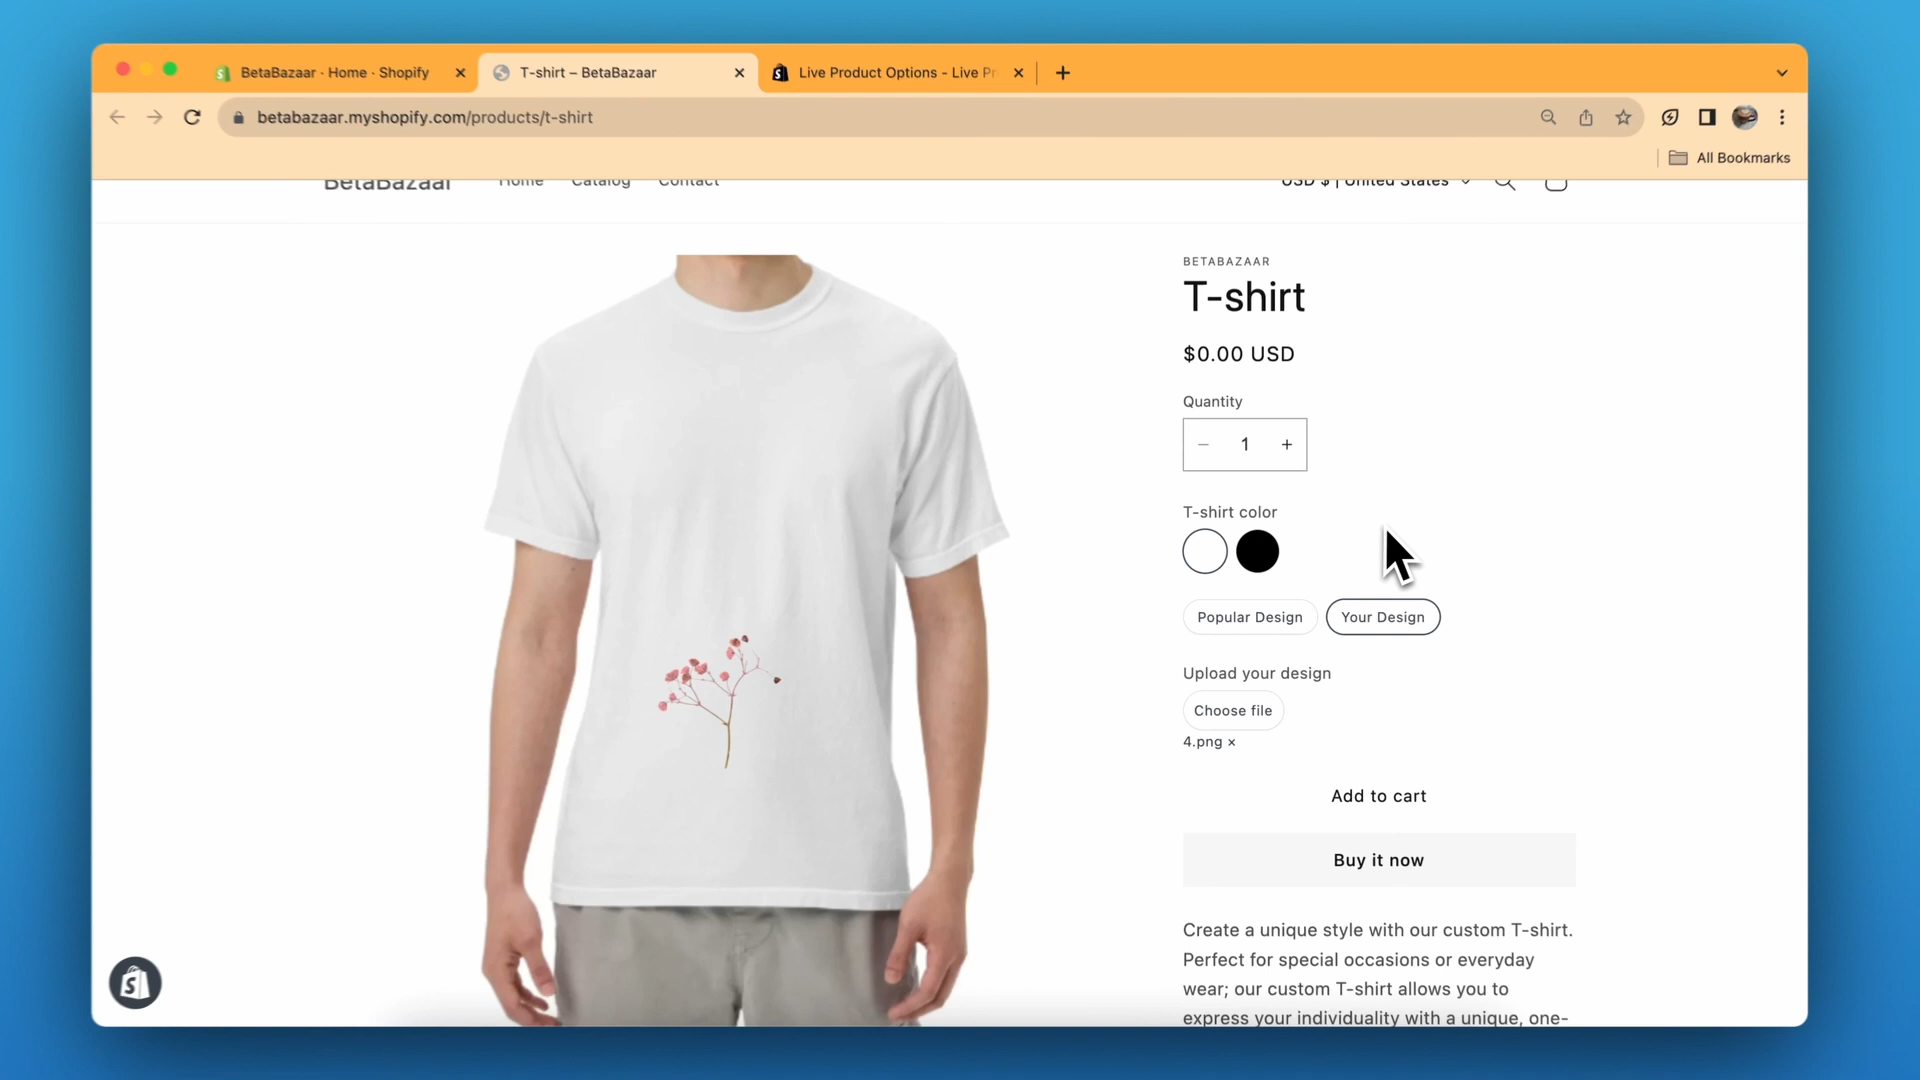 BetaBazaar · Home · Shopify
T-shirt – BetaBazaar
Live Product Options - Live Pr
betabazaar.myshopify.com/products/t-shirt
All Bookmarks
BetaBazaar
Home
Catalog
Contact
USD $ | United States
BETABAZAAR
T-shirt
$0.00 USD
Quantity
− 1 +
T-shirt color
Popular Design
Your Design
Upload your design
Choose file
4.png ×
Add to cart
Buy it now
Create a unique style with our custom T-shirt.
Perfect for special occasions or everyday
wear; our custom T-shirt allows you to
express your individuality with a unique, one-